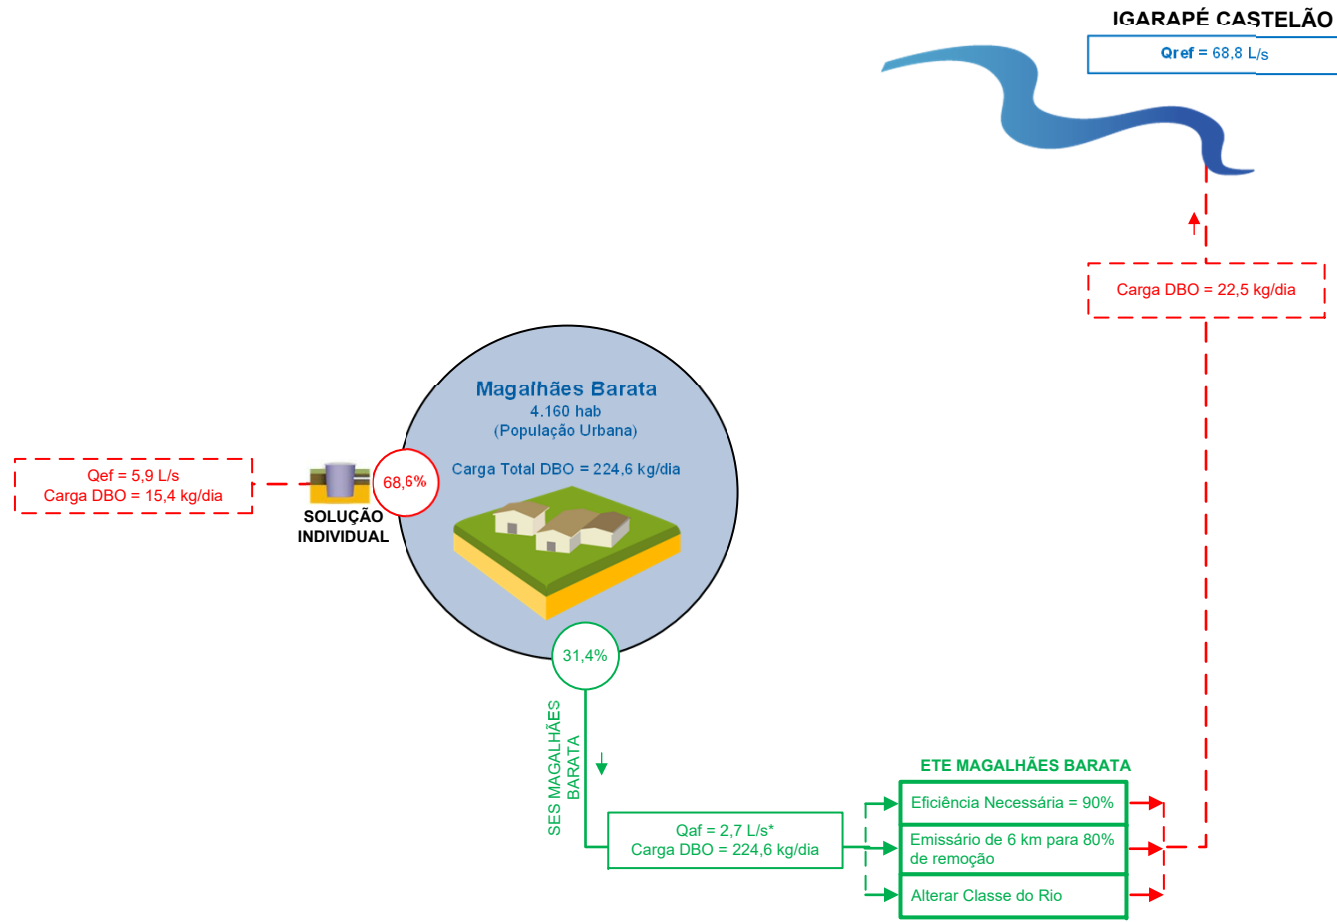 IGARAPÉ CASTELÃO
Qref = 68,8 L/s
Carga DBO = 22,5 kg/dia
Magalhães Barata
4.160 hab
(População Urbana)
Carga Total DBO = 224,6 kg/dia
68,6%
Qef = 5,9 L/s
Carga DBO = 15,4 kg/dia
SOLUÇÃO
INDIVIDUAL
31,4%
SES MAGALHÃES
BARATA
Qaf = 2,7 L/s*
Carga DBO = 224,6 kg/dia
ETE MAGALHÃES BARATA
Eficiência Necessária = 90%
Emissário de 6 km para 80%
de remoção
Alterar Classe do Rio